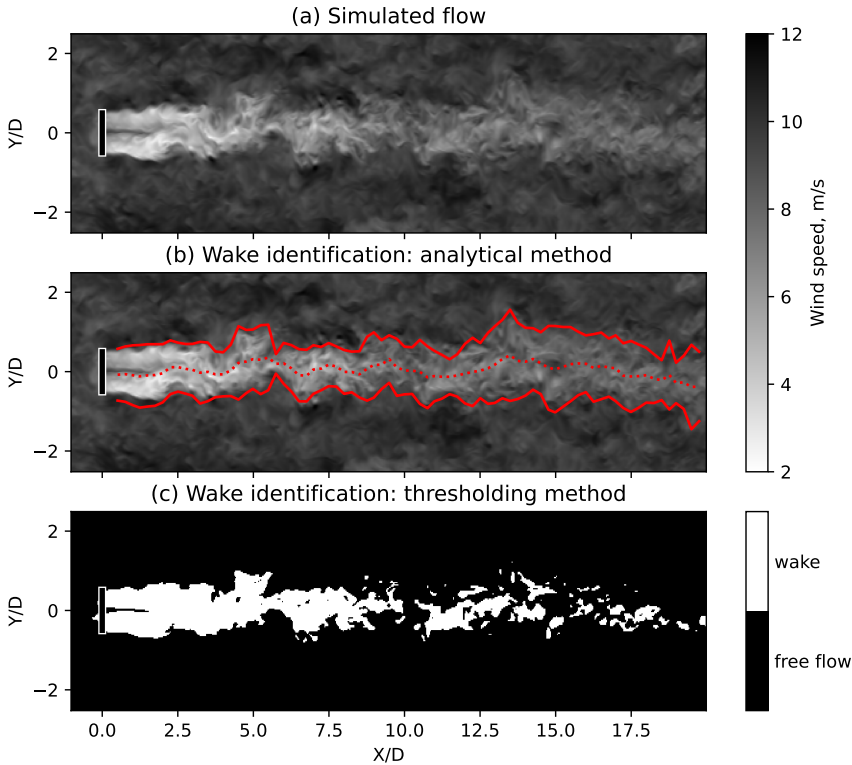 (a) Simulated flow
2
0
−2
Y/D
(b) Wake identification: analytical method
2
0
−2
Y/D
12
10
8
6
4
2
Wind speed, m/s
(c) Wake identification: thresholding method
2
0
−2
Y/D
0.0 2.5 5.0 7.5 10.0 12.5 15.0 17.5
X/D
wake
free flow